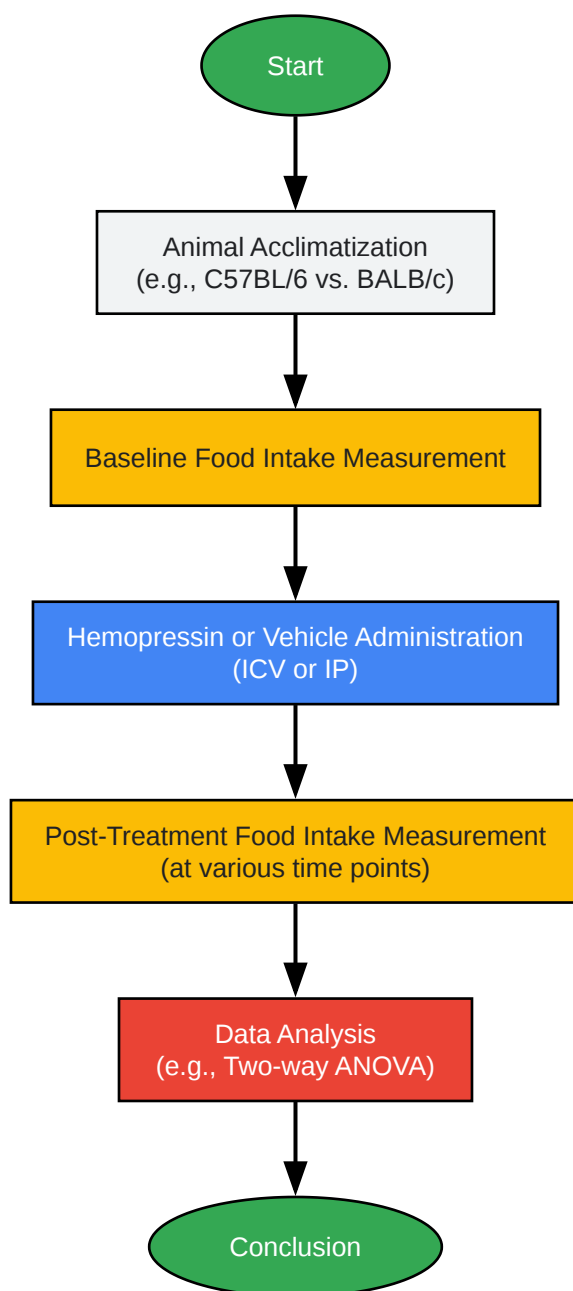 Start
Animal Acclimatization
(e.g., C57BL/6 vs. BALB/c)
Baseline Food Intake Measurement
Hemopressin or Vehicle Administration
(ICV or IP)
Post-Treatment Food Intake Measurement
(at various time points)
Data Analysis
(e.g., Two-way ANOVA)
Conclusion